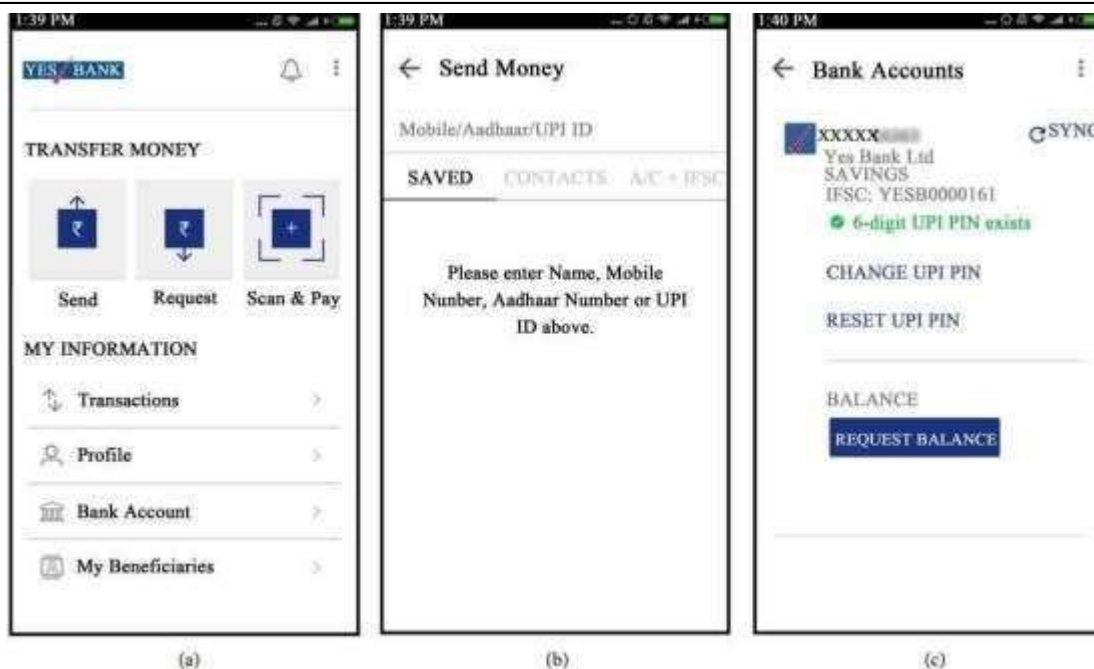 1:39 PM
YES BANK
TRANSFER MONEY
₹
₹
+
Send Request Scan & Pay
MY INFORMATION
Transactions
Profile
Bank Account
My Beneficiaries
(a)
1:39 PM
Send Money
Mobile/Aadhaar/UPI ID
SAVED CONTACTS A/C + IFSC
Please enter Name, Mobile
Nunber, Aadhaar Number or UPI
ID above.
(b)
1:40 PM
Bank Accounts
XXXXX
SYNC
Yes Bank Ltd
SAVINGS
IFSC: YESB0000161
6-digit UPI PIN exists
CHANGE UPI PIN
RESET UPI PIN
BALANCE
REQUEST BALANCE
(c)